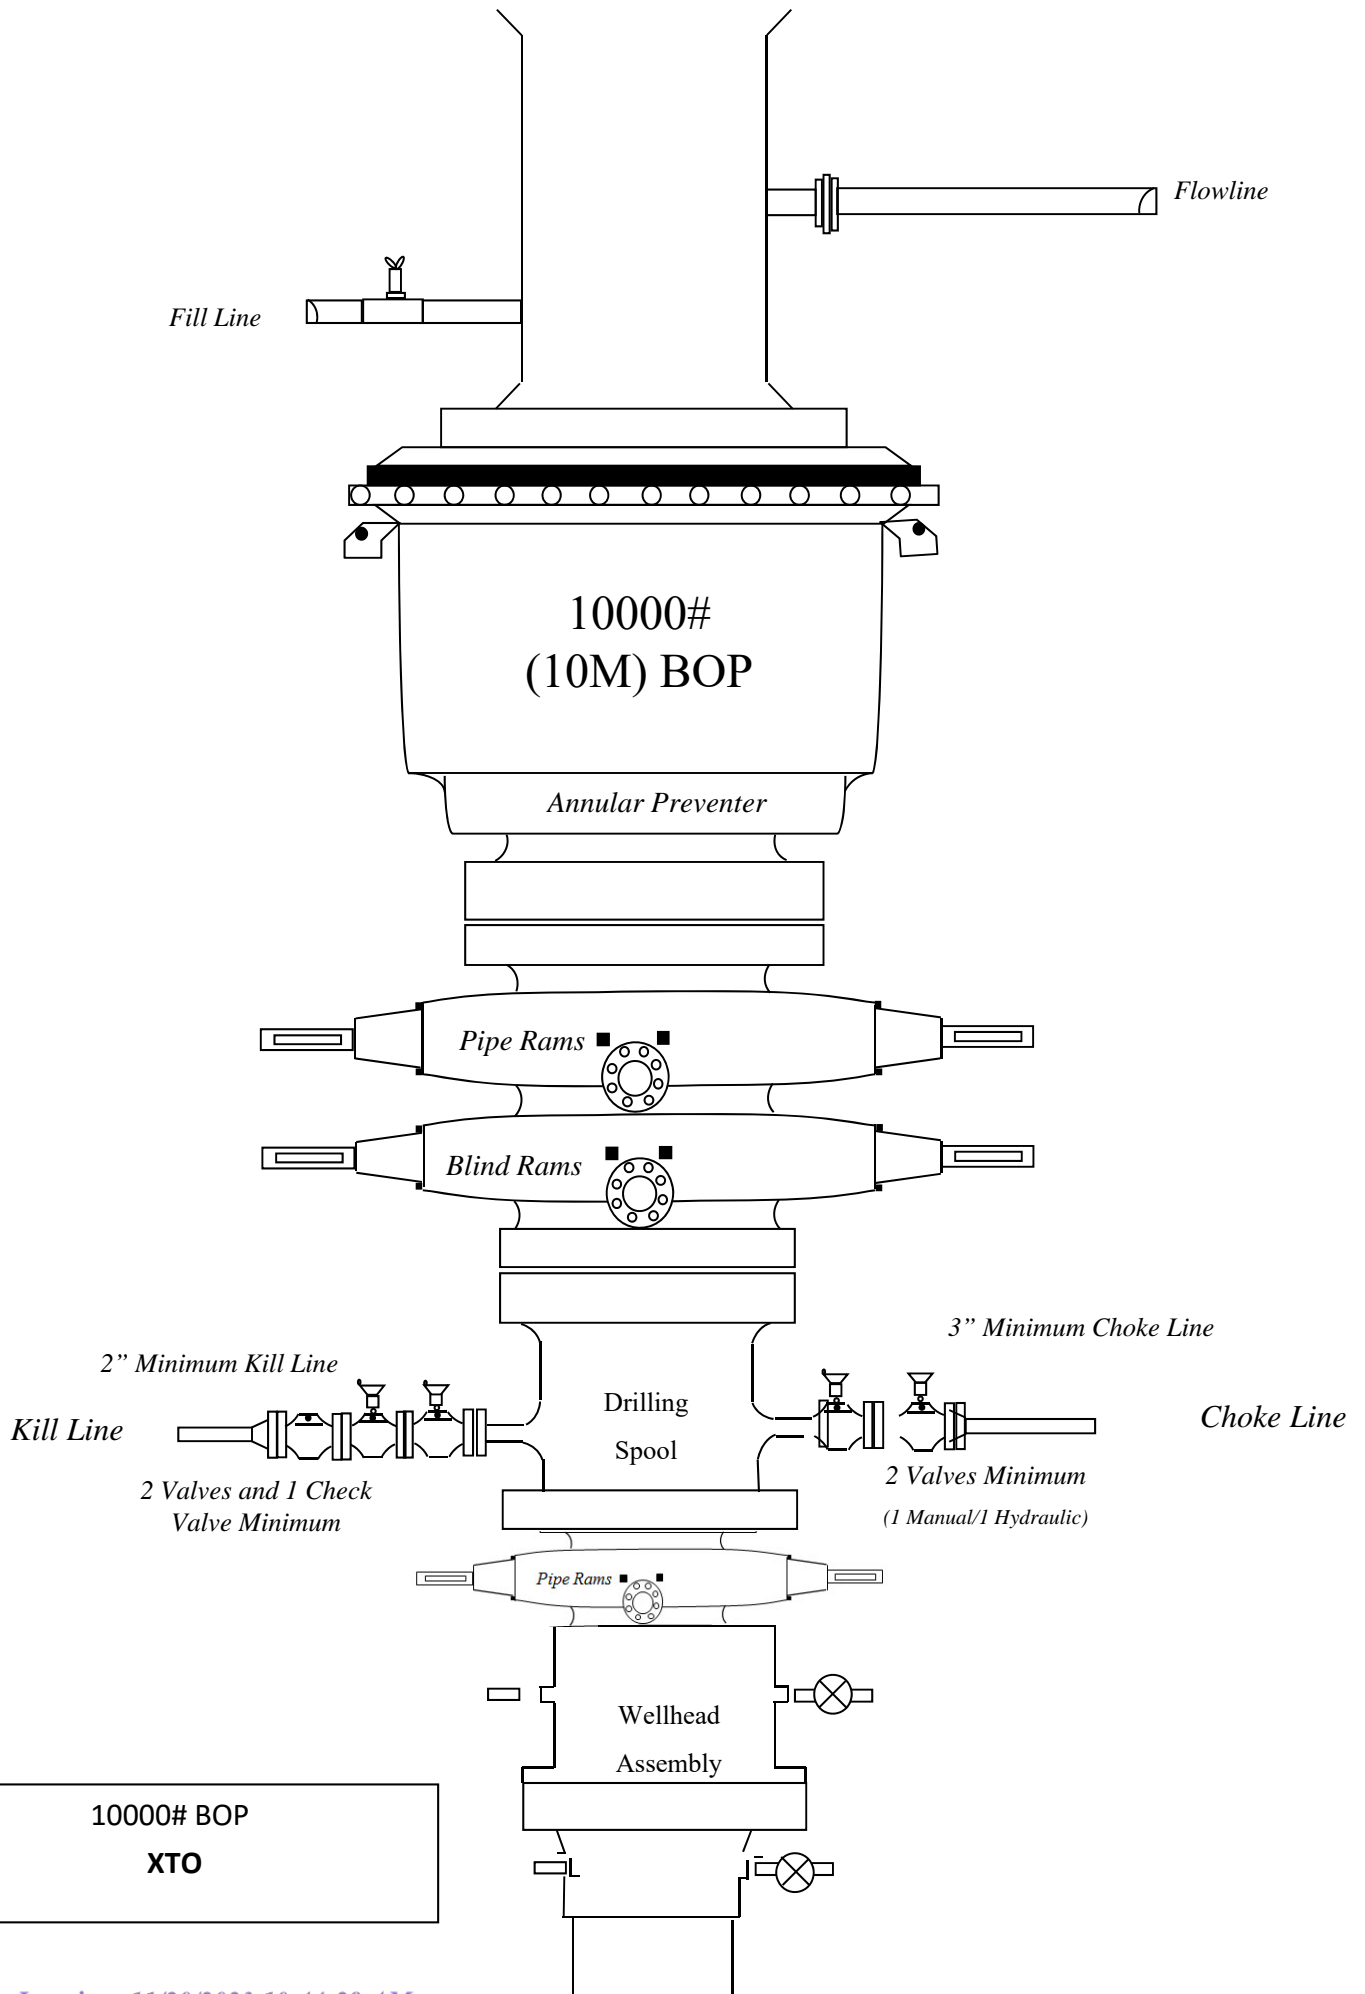 Flowline
Fill Line
10000#
(10M) BOP
Annular Preventer
Pipe Rams
Blind Rams
3” Minimum Choke Line
2” Minimum Kill Line
Drilling
Spool
Kill Line
Choke Line
2 Valves and 1 Check
Valve Minimum
2 Valves Minimum
(1 Manual/1 Hydraulic)
Pipe Rams
Wellhead
Assembly
10000# BOP
XTO